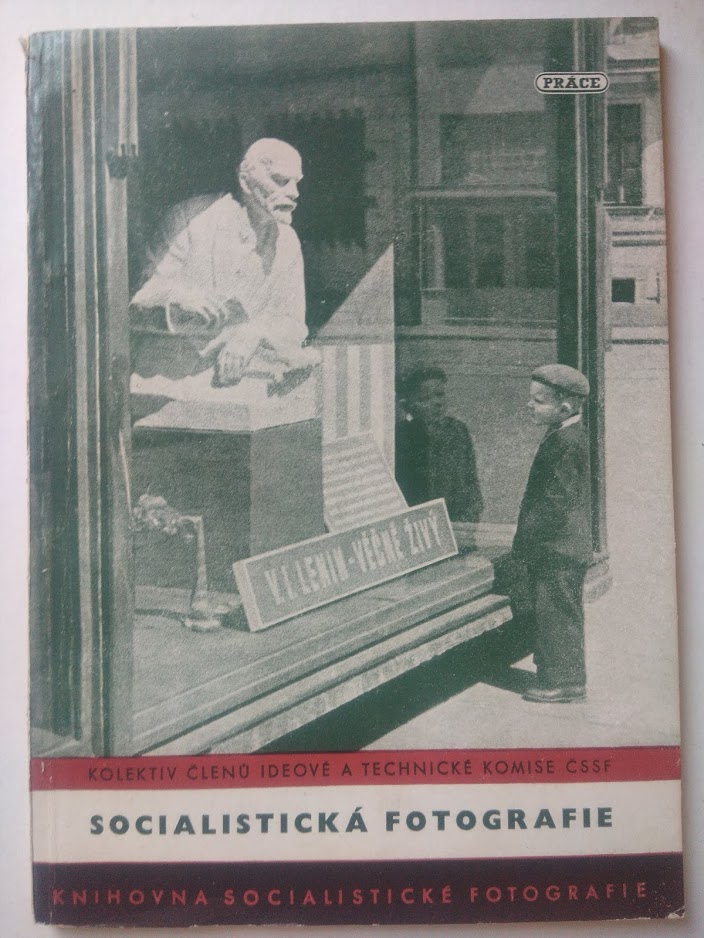 PRÁCE
V. I. LENIN - VĚČNĚ ŽIVÝ
KOLEKTIV ČLENŮ IDEOVÉ A TECHNICKÉ KOMISE ČSSF
SOCIALISTICKÁ FOTOGRAFIE
KNIHOVNA SOCIALISTICKÉ FOTOGRAFIE